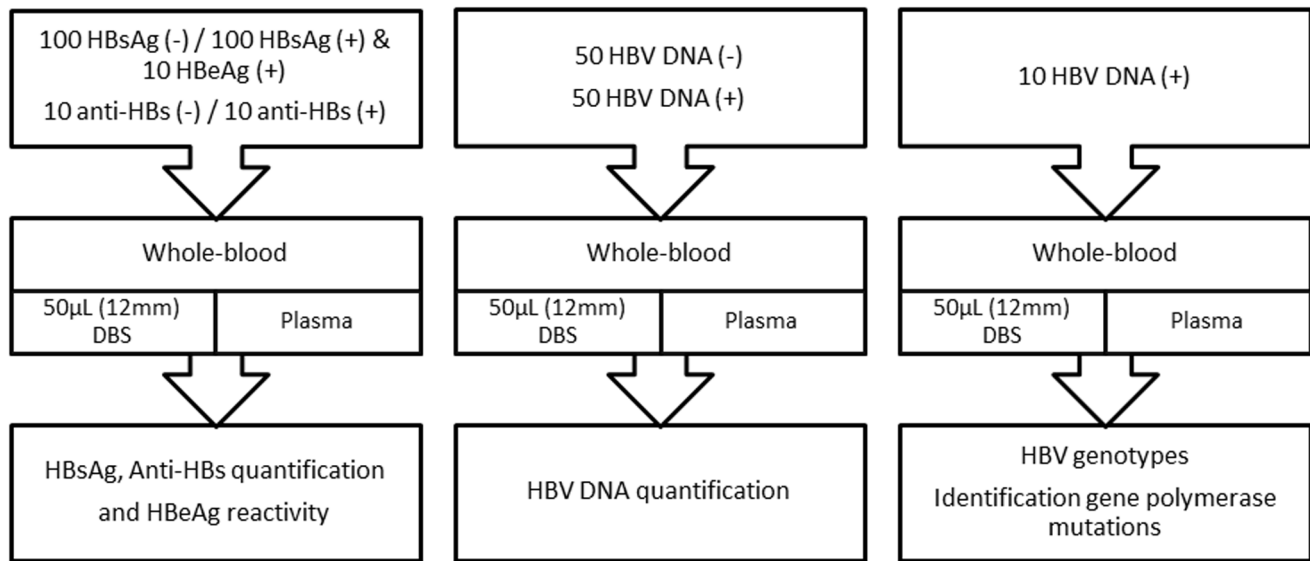 100 HBsAg (-) / 100 HBsAg (+) &
10 HBeAg (+)
10 anti-HBs (-) / 10 anti-HBs (+)
Whole-blood
50µL (12mm)
DBS
Plasma
HBsAg, Anti-HBs quantification
and HBeAg reactivity
50 HBV DNA (-)
50 HBV DNA (+)
Whole-blood
50µL (12mm)
DBS
Plasma
HBV DNA quantification
10 HBV DNA (+)
Whole-blood
50µL (12mm)
DBS
Plasma
HBV genotypes
Identification gene polymerase
mutations